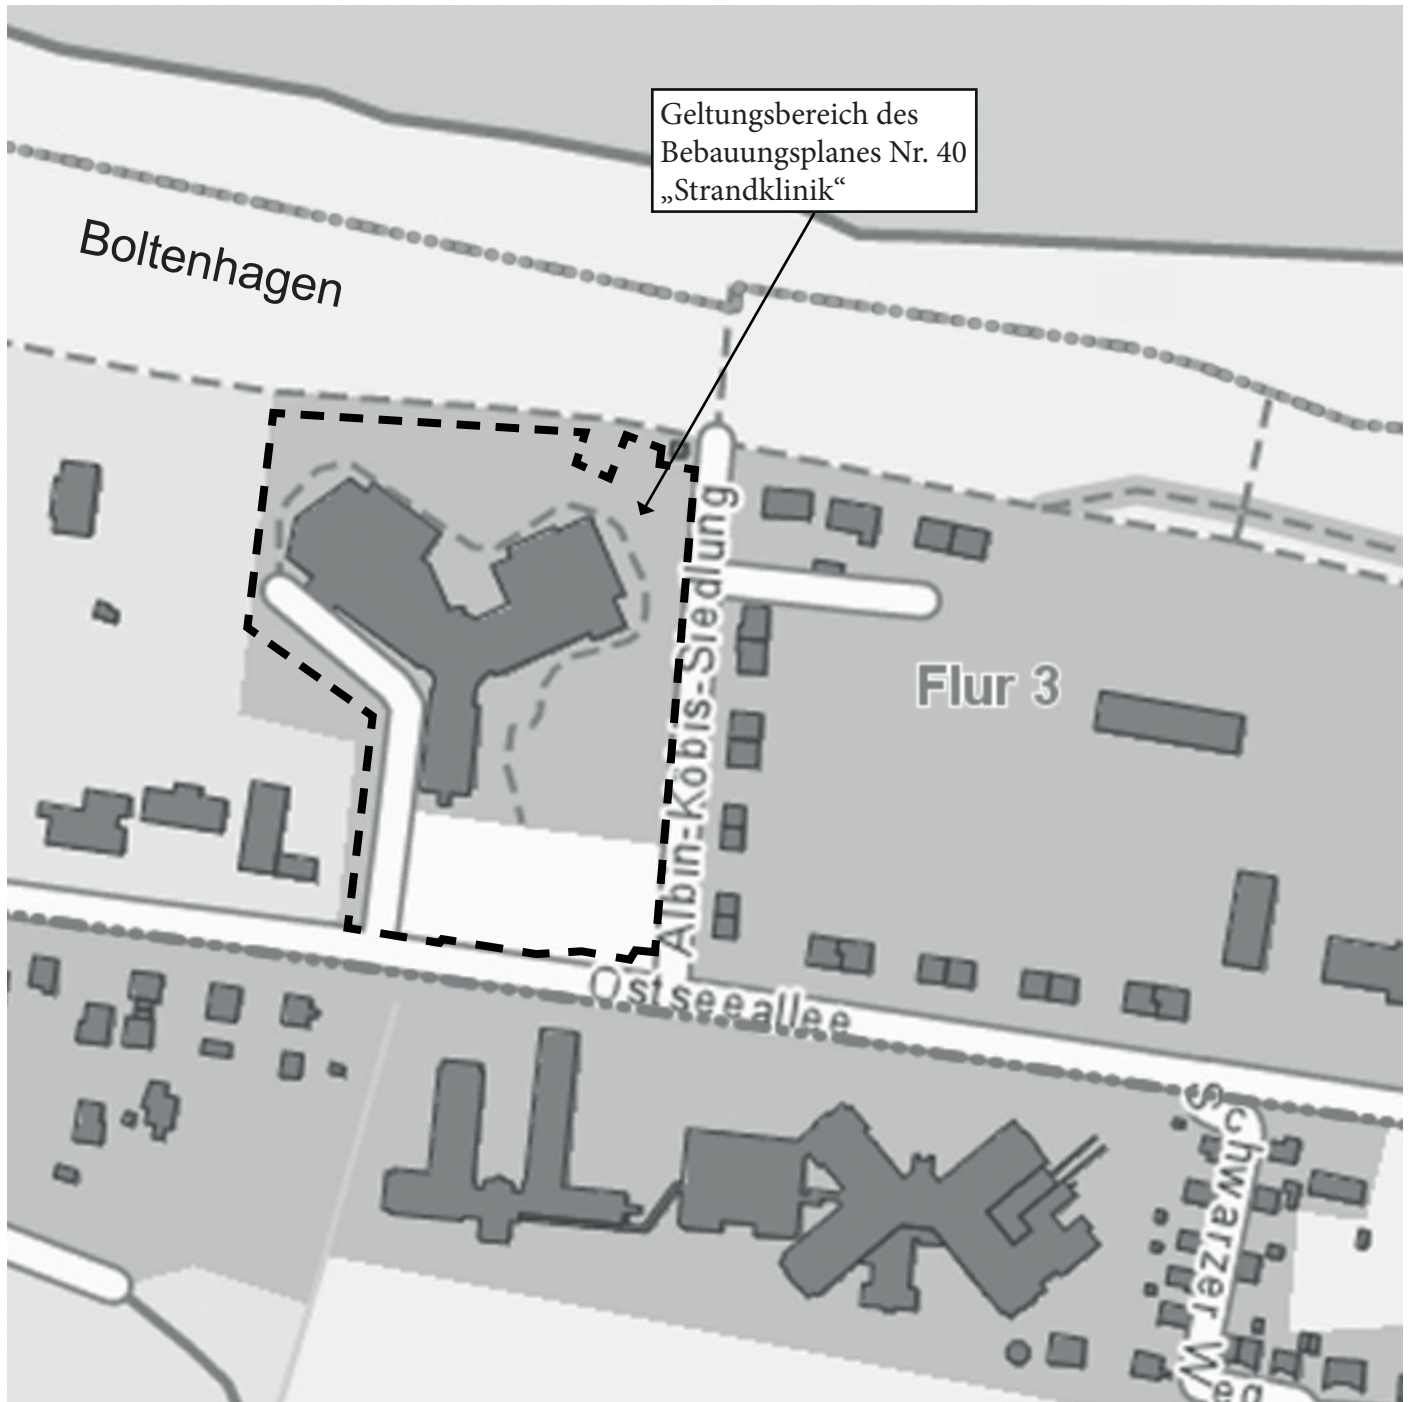 Geltungsbereich des
Bebauungsplanes Nr. 40
„Strandklinik“
Boltenhagen
Albin-Köbis-Siedlung
Flur 3
Ostseeallee
Schwarzer Weg